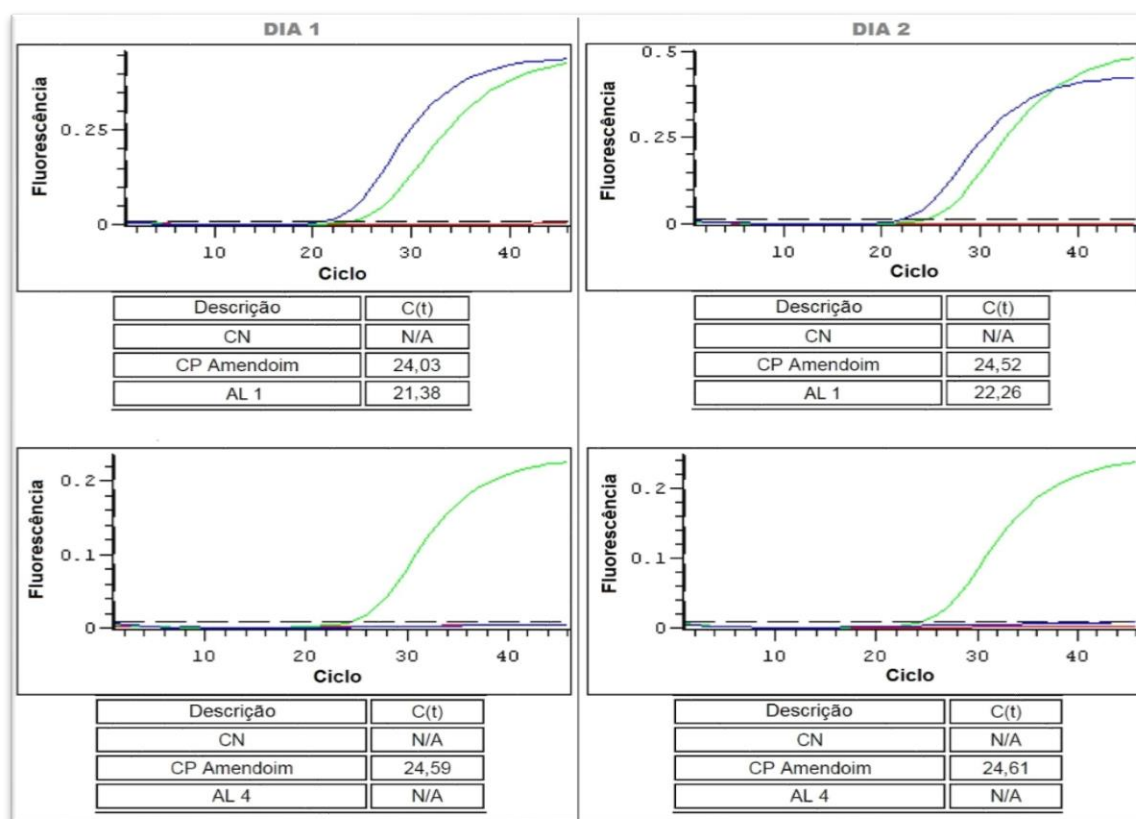 DIA 1
Fluorescência
0.25
0
10 20 30 40
Ciclo
Descrição C(t)
CN N/A
CP Amendoim 24,03
AL 1 21,38
DIA 2
Fluorescência
0.5
0.25
0
10 20 30 40
Ciclo
Descrição C(t)
CN N/A
CP Amendoim 24,52
AL 1 22,26
Fluorescência
0.2
0.1
0
10 20 30 40
Ciclo
Descrição C(t)
CN N/A
CP Amendoim 24,59
AL 4 N/A
Fluorescência
0.2
0.1
0
10 20 30 40
Ciclo
Descrição C(t)
CN N/A
CP Amendoim 24,61
AL 4 N/A